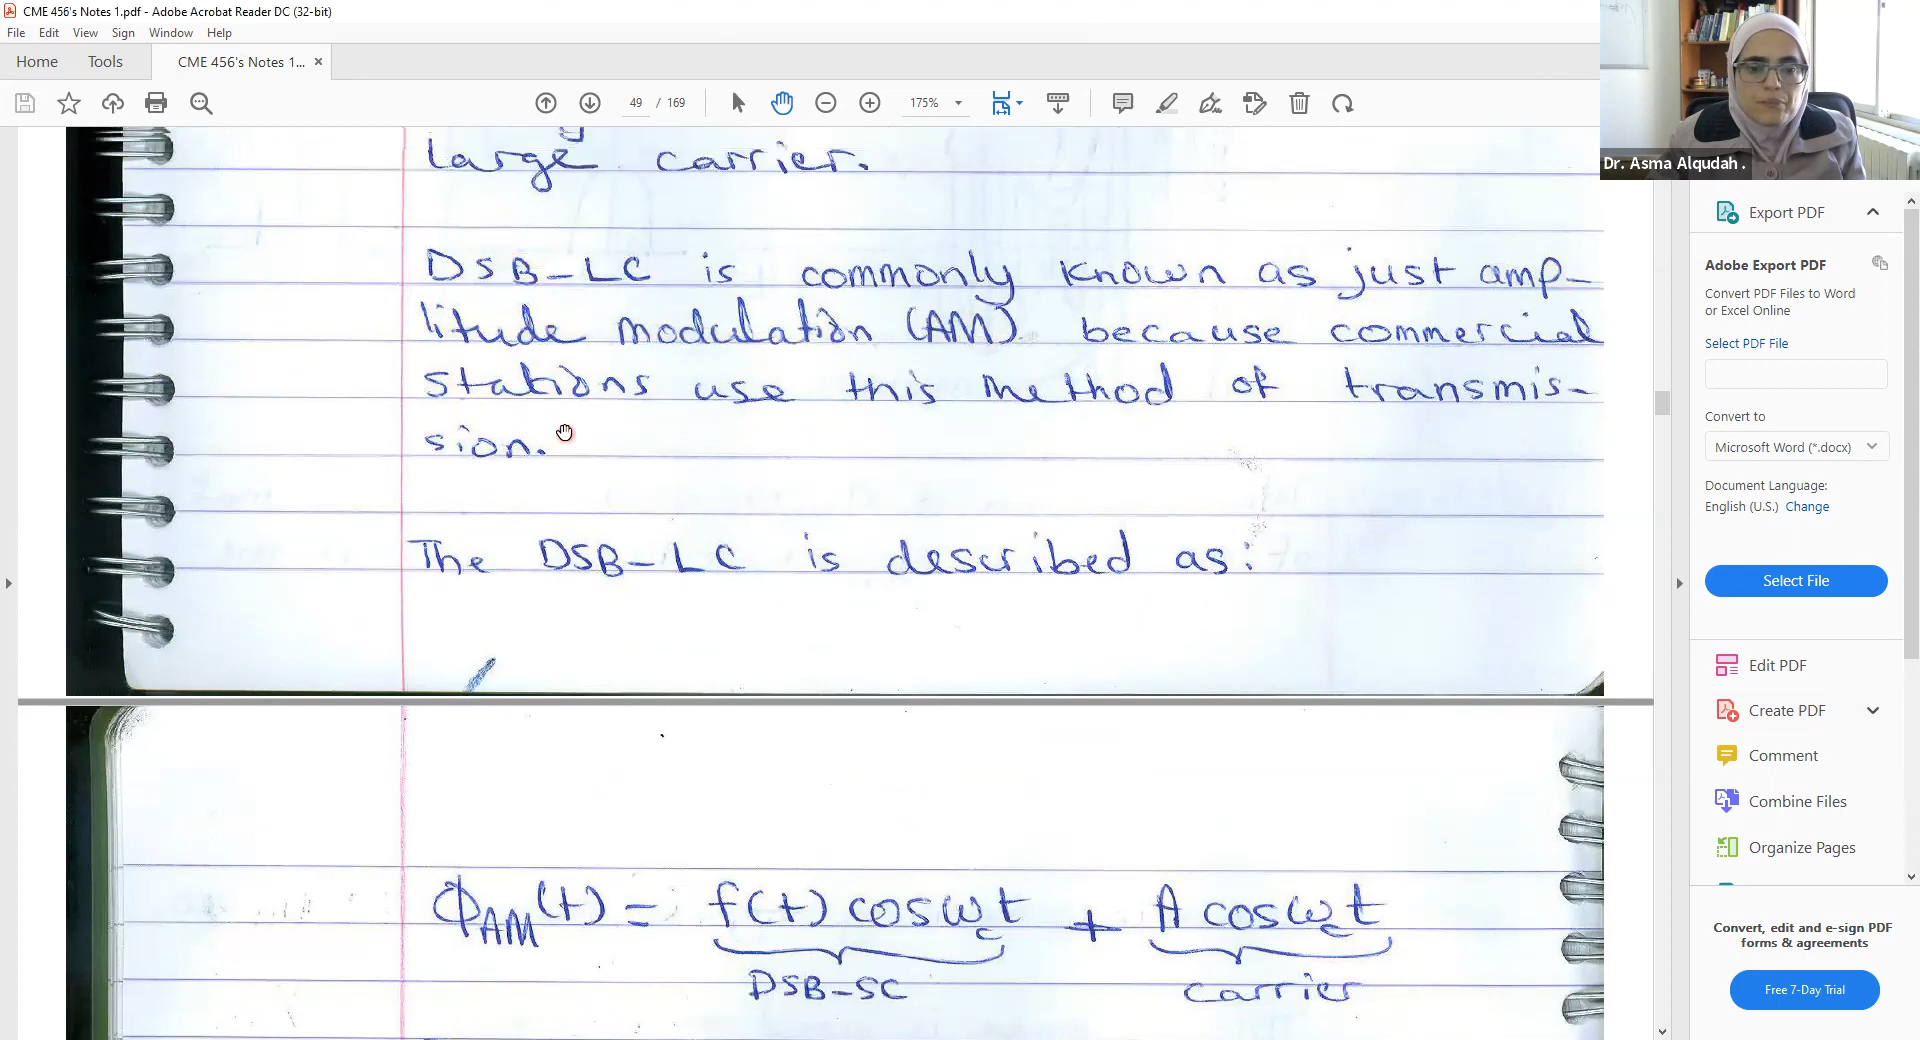 CME 456's Notes 1.pdf - Adobe Acrobat Reader DC (32-bit)
File Edit View Sign Window Help
Home Tools CME 456's Notes 1... ×
49 / 169 175%
Dr. Asma Alqudah .
large carrier.
DSB-LC is commonly known as just amp-
litude modulation (AM) because commercial
stations use this method of transmis-
sion.
The DSB-LC is described as:
ΦAM(t) = f(t) cosωct + A cosωct
DSB-SC carrier
Export PDF
Adobe Export PDF
Convert PDF Files to Word
or Excel Online
Select PDF File
Convert to
Microsoft Word (*.docx)
Document Language:
English (U.S.) Change
Select File
Edit PDF
Create PDF
Comment
Combine Files
Organize Pages
Convert, edit and e-sign PDF
forms & agreements
Free 7-Day Trial